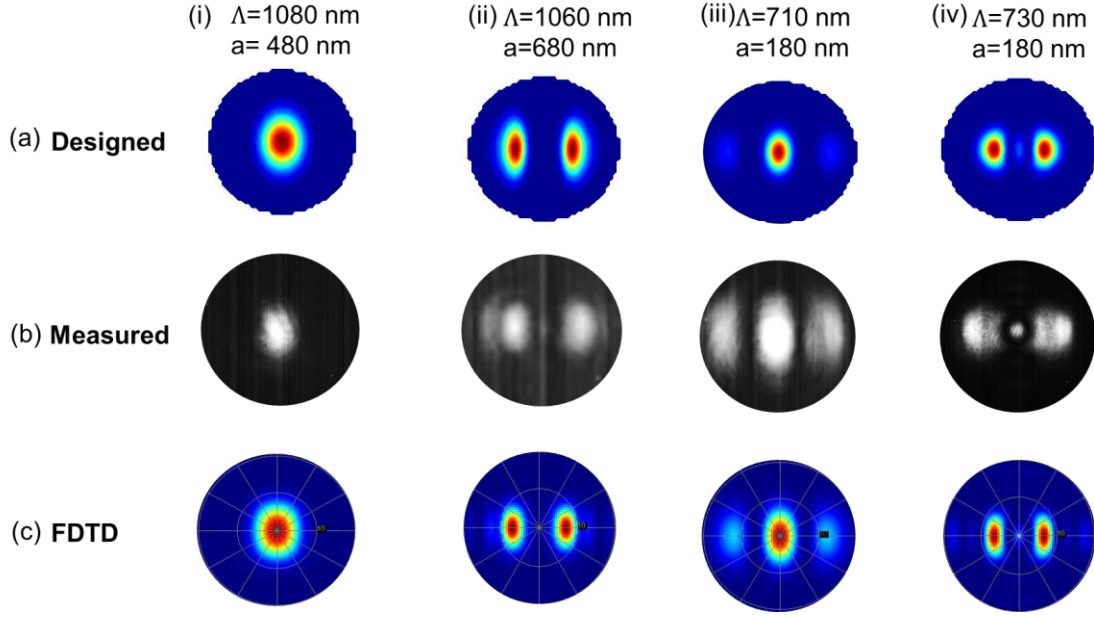 (i) Λ=1080 nm
a= 480 nm
(ii) Λ=1060 nm
a=680 nm
(iii) Λ=710 nm
a=180 nm
(iv) Λ=730 nm
a=180 nm
(a) Designed
(b) Measured
(c) FDTD